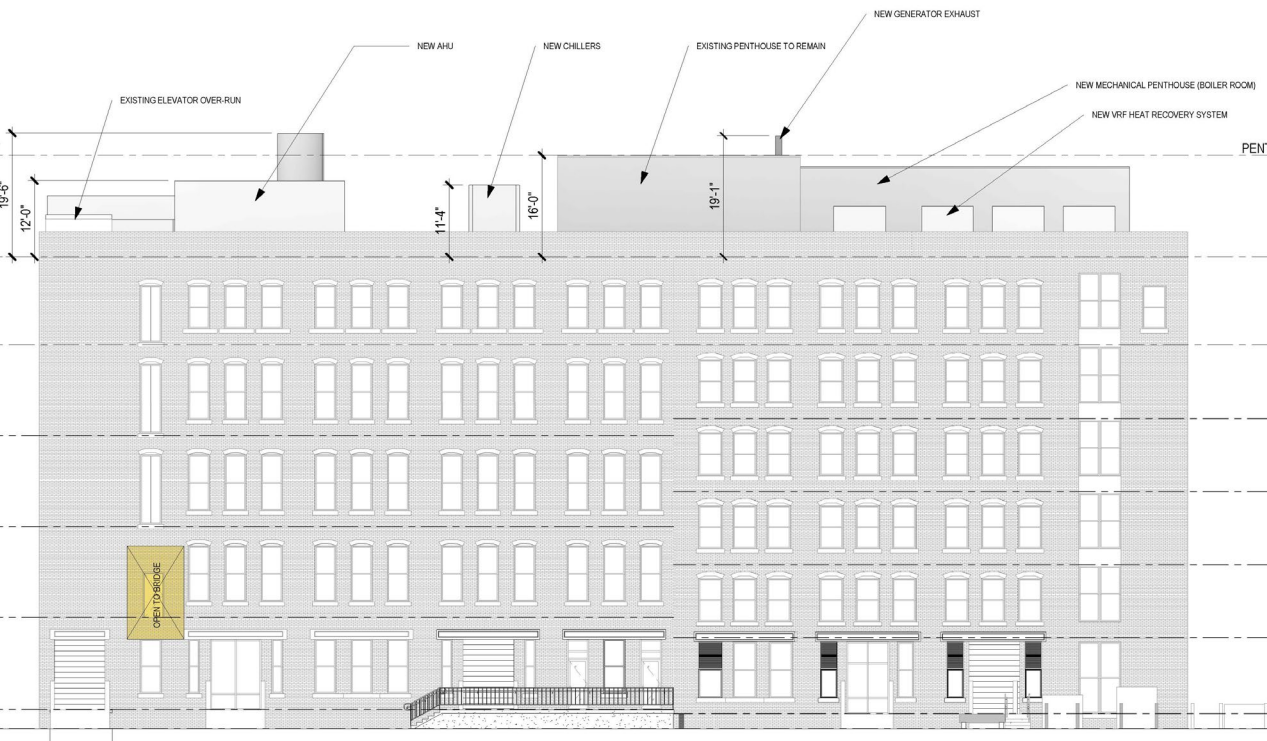 NEW GENERATOR EXHAUST
NEW AHU
NEW CHILLERS
EXISTING PENTHOUSE TO REMAIN
NEW MECHANICAL PENTHOUSE (BOILER ROOM)
EXISTING ELEVATOR OVER-RUN
NEW VRF HEAT RECOVERY SYSTEM
PENT
19'-6"
12'-0"
11'-4"
16'-0"
19'-1"
OPEN TO BRIDGE